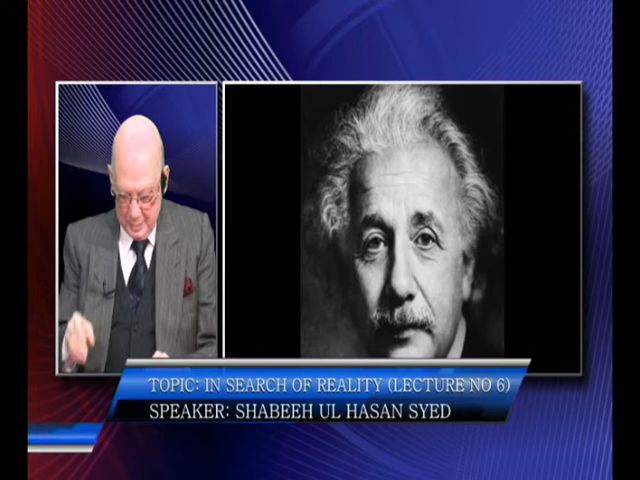 TOPIC: IN SEARCH OF REALITY (LECTURE NO 6)
SPEAKER: SHABEEH UL HASAN SYED